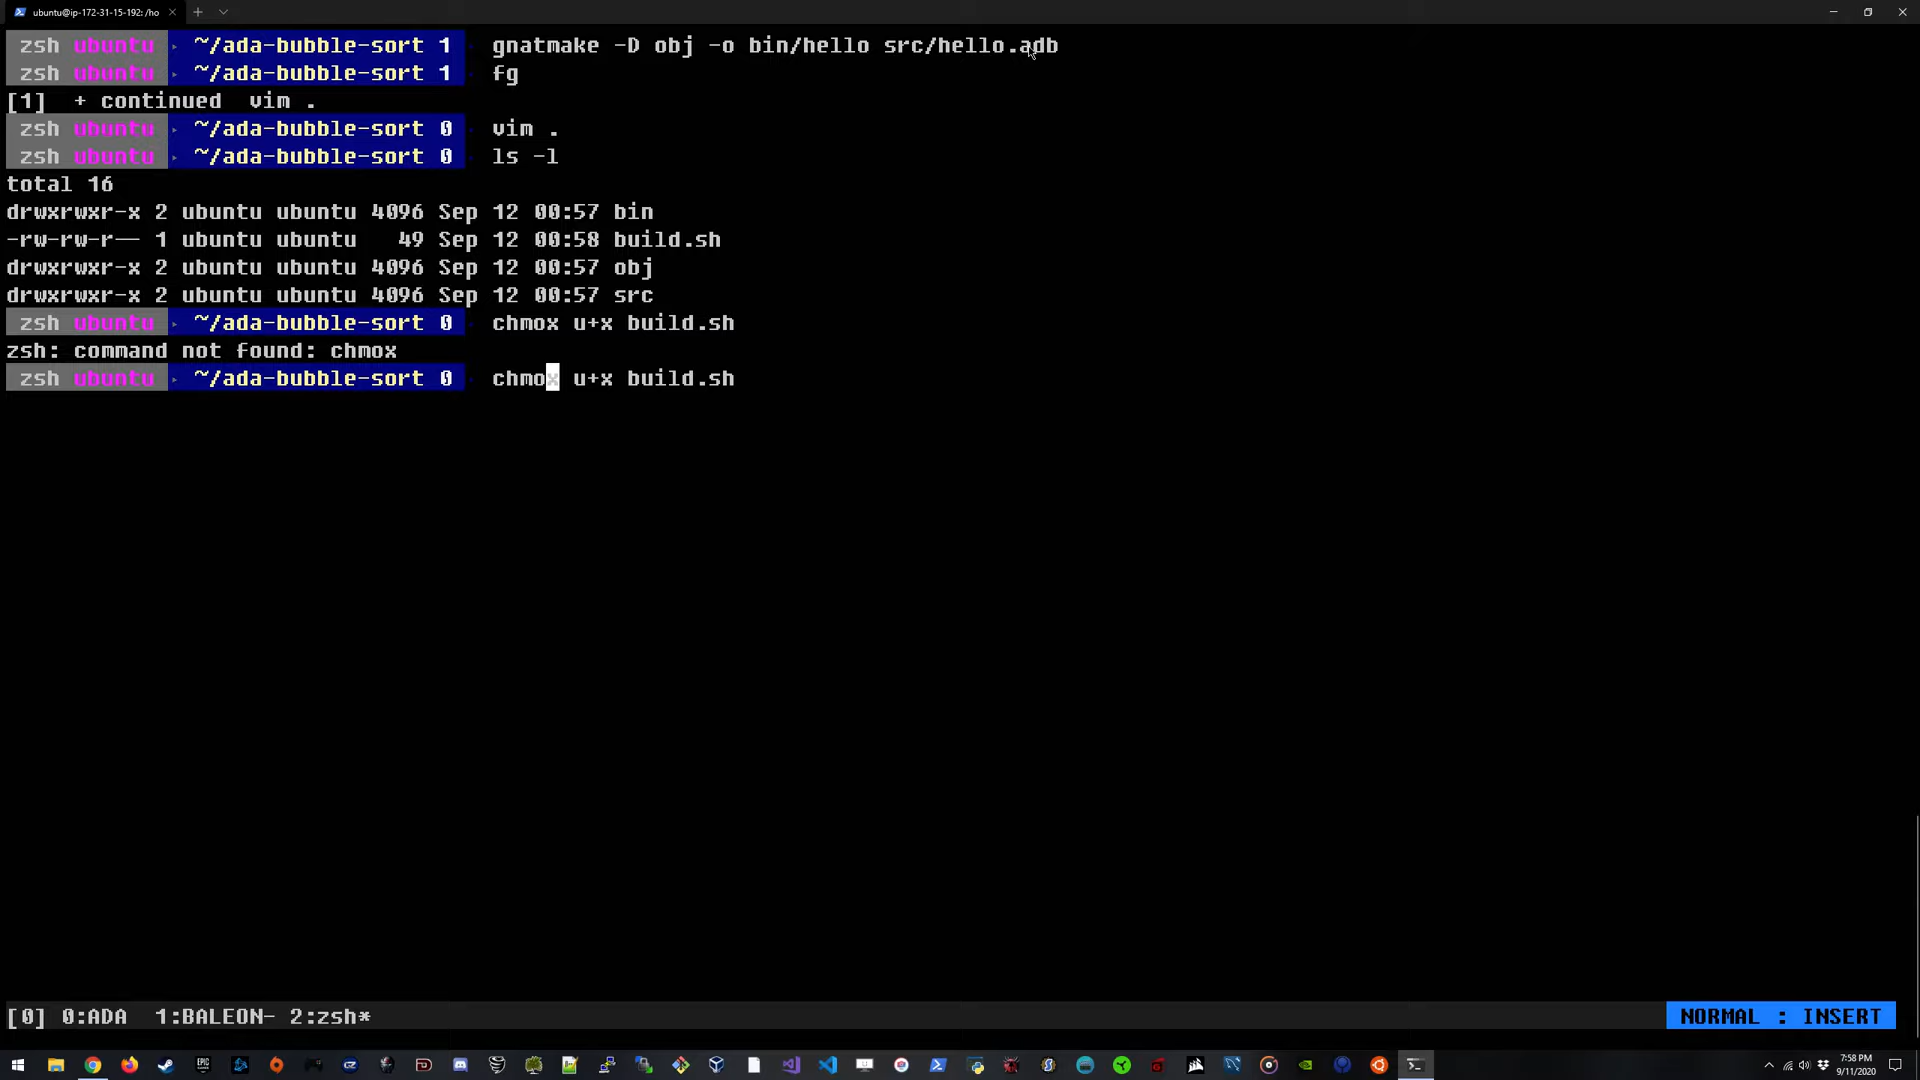 ubuntu@ip-172-31-15-192: /ho
zsh ubuntu ~/ada-bubble-sort 1 gnatmake -D obj -o bin/hello src/hello.adb
zsh ubuntu ~/ada-bubble-sort 1 fg
[1] + continued vim .
zsh ubuntu ~/ada-bubble-sort 0 vim .
zsh ubuntu ~/ada-bubble-sort 0 ls -l
total 16
drwxrwxr-x 2 ubuntu ubuntu 4096 Sep 12 00:57 bin
-rw-rw-r-- 1 ubuntu ubuntu 49 Sep 12 00:58 build.sh
drwxrwxr-x 2 ubuntu ubuntu 4096 Sep 12 00:57 obj
drwxrwxr-x 2 ubuntu ubuntu 4096 Sep 12 00:57 src
zsh ubuntu ~/ada-bubble-sort 0 chmox u+x build.sh
zsh: command not found: chmox
zsh ubuntu ~/ada-bubble-sort 0 chmox u+x build.sh
[0] 0:ADA 1:BALEON- 2:zsh* NORMAL : INSERT
7:58 PM
9/11/2020